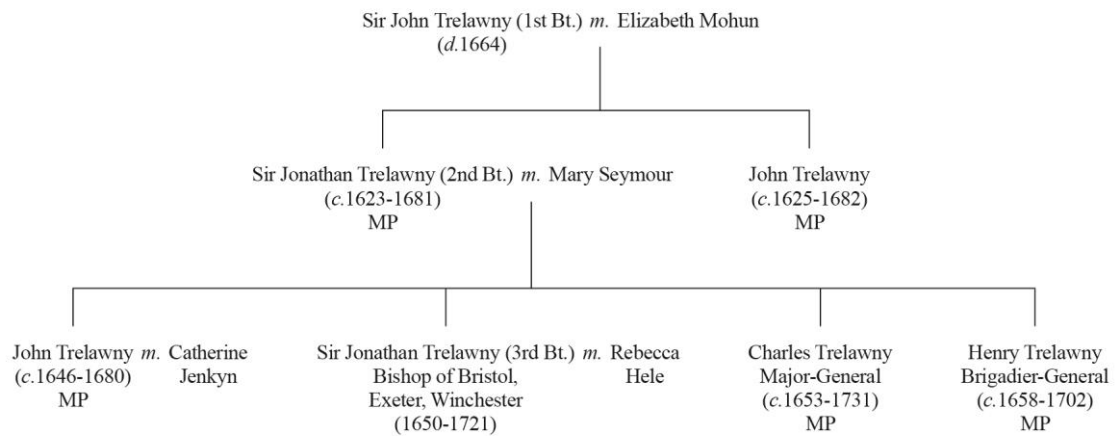 Sir John Trelawny (1st Bt.) m. Elizabeth Mohun
(d.1664)
Sir Jonathan Trelawny (2nd Bt.) m. Mary Seymour
(c.1623-1681)
MP
John Trelawny
(c.1625-1682)
MP
John Trelawny m. Catherine
Jenkyn
(c.1646-1680)
MP
Sir Jonathan Trelawny (3rd Bt.) m. Rebecca
Hele
Bishop of Bristol,
Exeter, Winchester
(1650-1721)
Charles Trelawny
Major-General
(c.1653-1731)
MP
Henry Trelawny
Brigadier-General
(c.1658-1702)
MP